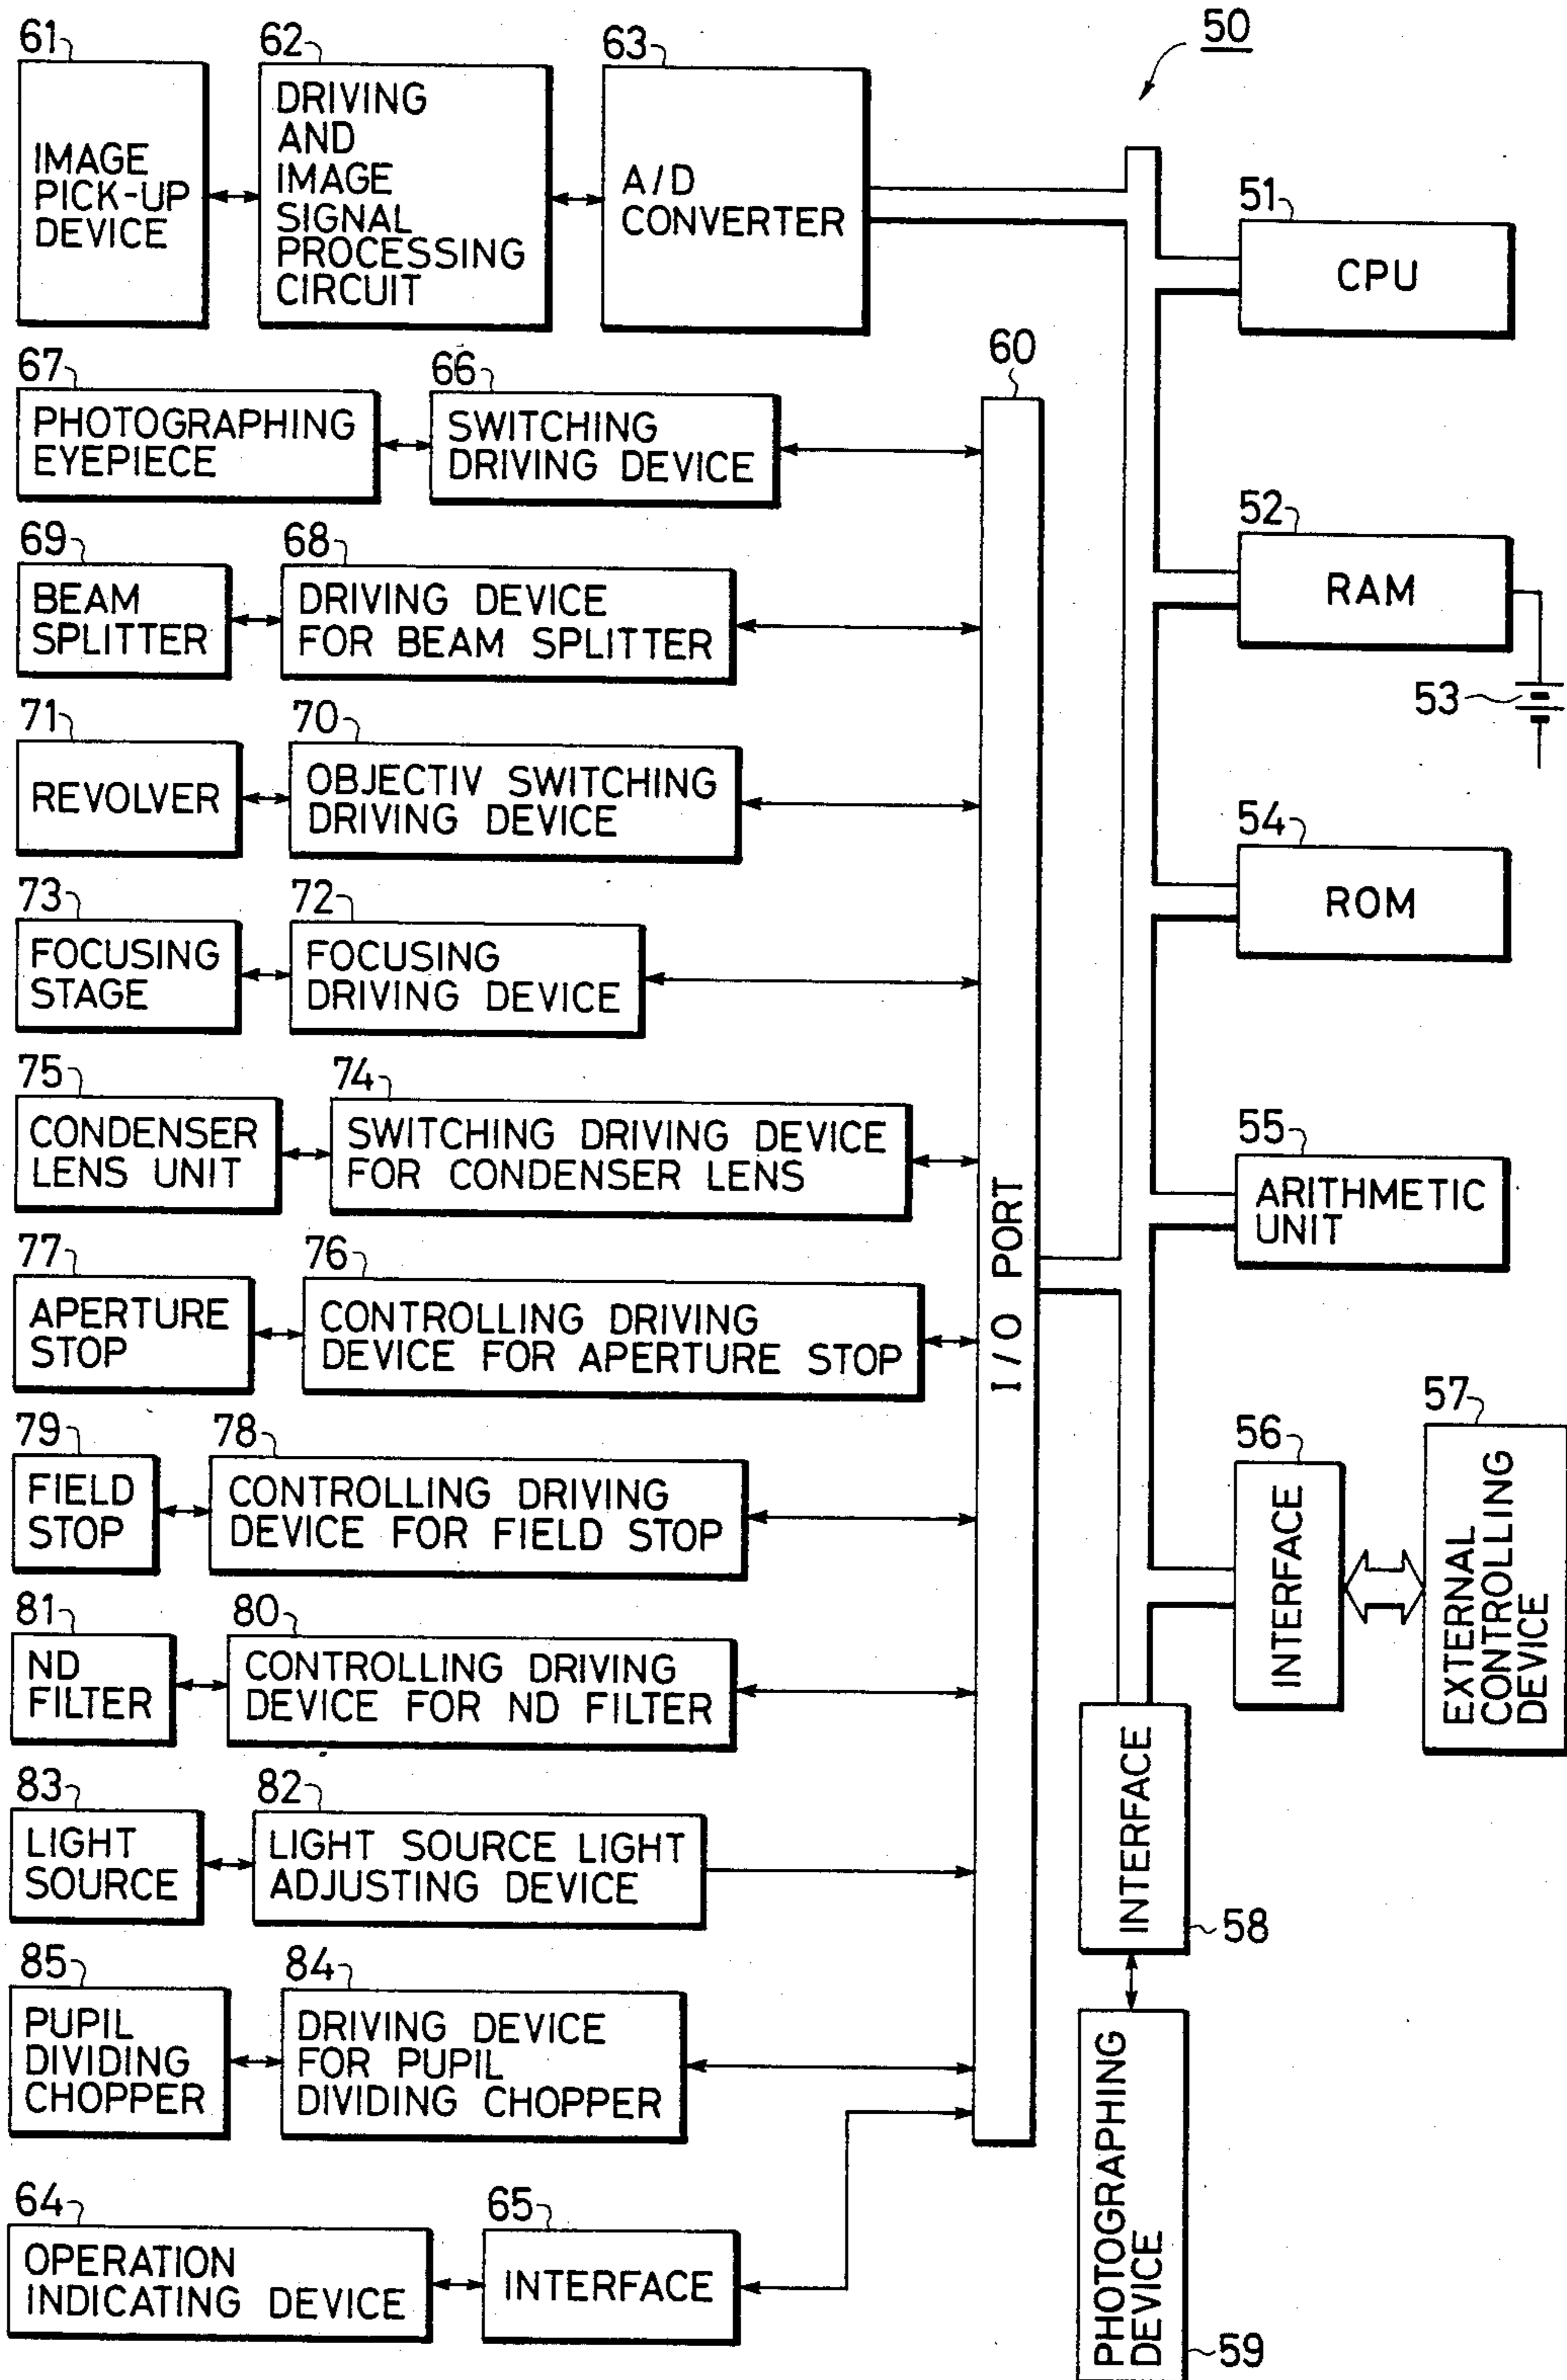 50
61
62
63
IMAGE
PICK-UP
DEVICE
DRIVING
AND
IMAGE
SIGNAL
PROCESSING
CIRCUIT
A/D
CONVERTER
51
CPU
67
66
60
PHOTOGRAPHING
EYEPIECE
SWITCHING
DRIVING DEVICE
52
RAM
53
69
68
BEAM
SPLITTER
DRIVING DEVICE
FOR BEAM SPLITTER
71
70
REVOLVER
OBJECTIV SWITCHING
DRIVING DEVICE
54
ROM
73
72
FOCUSING
STAGE
FOCUSING
DRIVING DEVICE
75
74
CONDENSER
LENS UNIT
SWITCHING DRIVING DEVICE
FOR CONDENSER LENS
I/O PORT
55
ARITHMETIC
UNIT
77
76
APERTURE
STOP
CONTROLLING DRIVING
DEVICE FOR APERTURE STOP
79
78
FIELD
STOP
CONTROLLING DRIVING
DEVICE FOR FIELD STOP
56
INTERFACE
57
EXTERNAL
CONTROLLING
DEVICE
81
80
ND
FILTER
CONTROLLING DRIVING
DEVICE FOR ND FILTER
83
82
LIGHT
SOURCE
LIGHT SOURCE LIGHT
ADJUSTING DEVICE
INTERFACE
58
85
84
PUPIL
DIVIDING
CHOPPER
DRIVING DEVICE
FOR PUPIL
DIVIDING CHOPPER
PHOTOGRAPHING
DEVICE
59
64
65
OPERATION
INDICATING DEVICE
INTERFACE